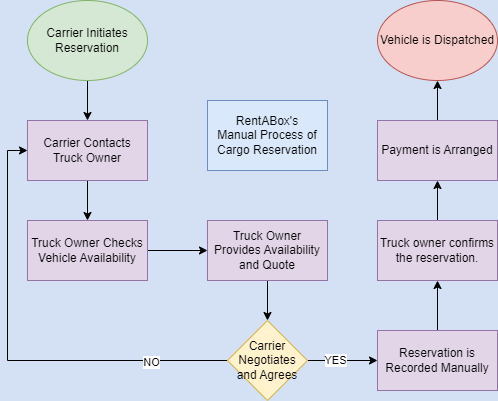 Carrier Initiates
Reservation
Vehicle is Dispatched
RentABox's
Manual Process of
Cargo Reservation
Carrier Contacts
Truck Owner
Payment is Arranged
Truck Owner Checks
Vehicle Availability
Truck Owner
Provides Availability
and Quote
Truck owner confirms
the reservation.
Carrier
Negotiates
and Agrees
NO
YES
Reservation is
Recorded Manually